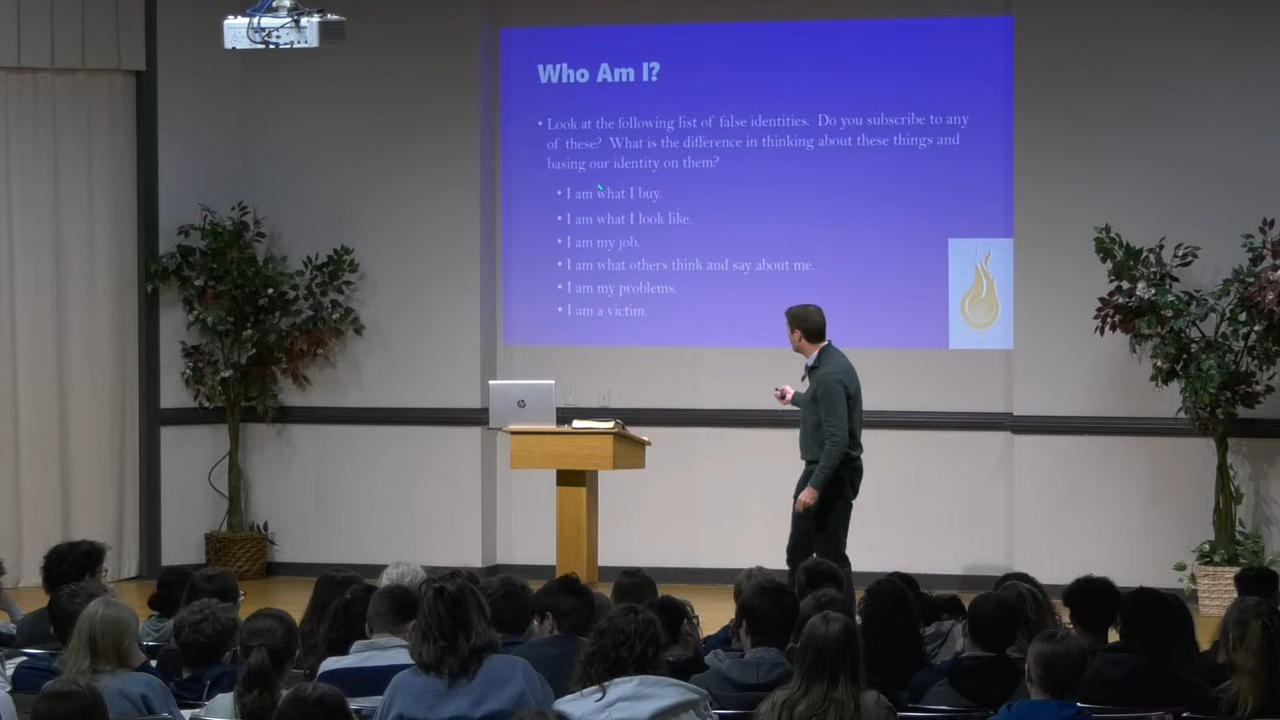 Who Am I?
• Look at the following list of false identities. Do you subscribe to any
of these? What is the difference in thinking about these things and
basing our identity on them?
• I am what I buy.
• I am what I look like.
• I am my job.
• I am what others think and say about me.
• I am my problems.
• I am a victim.
hp